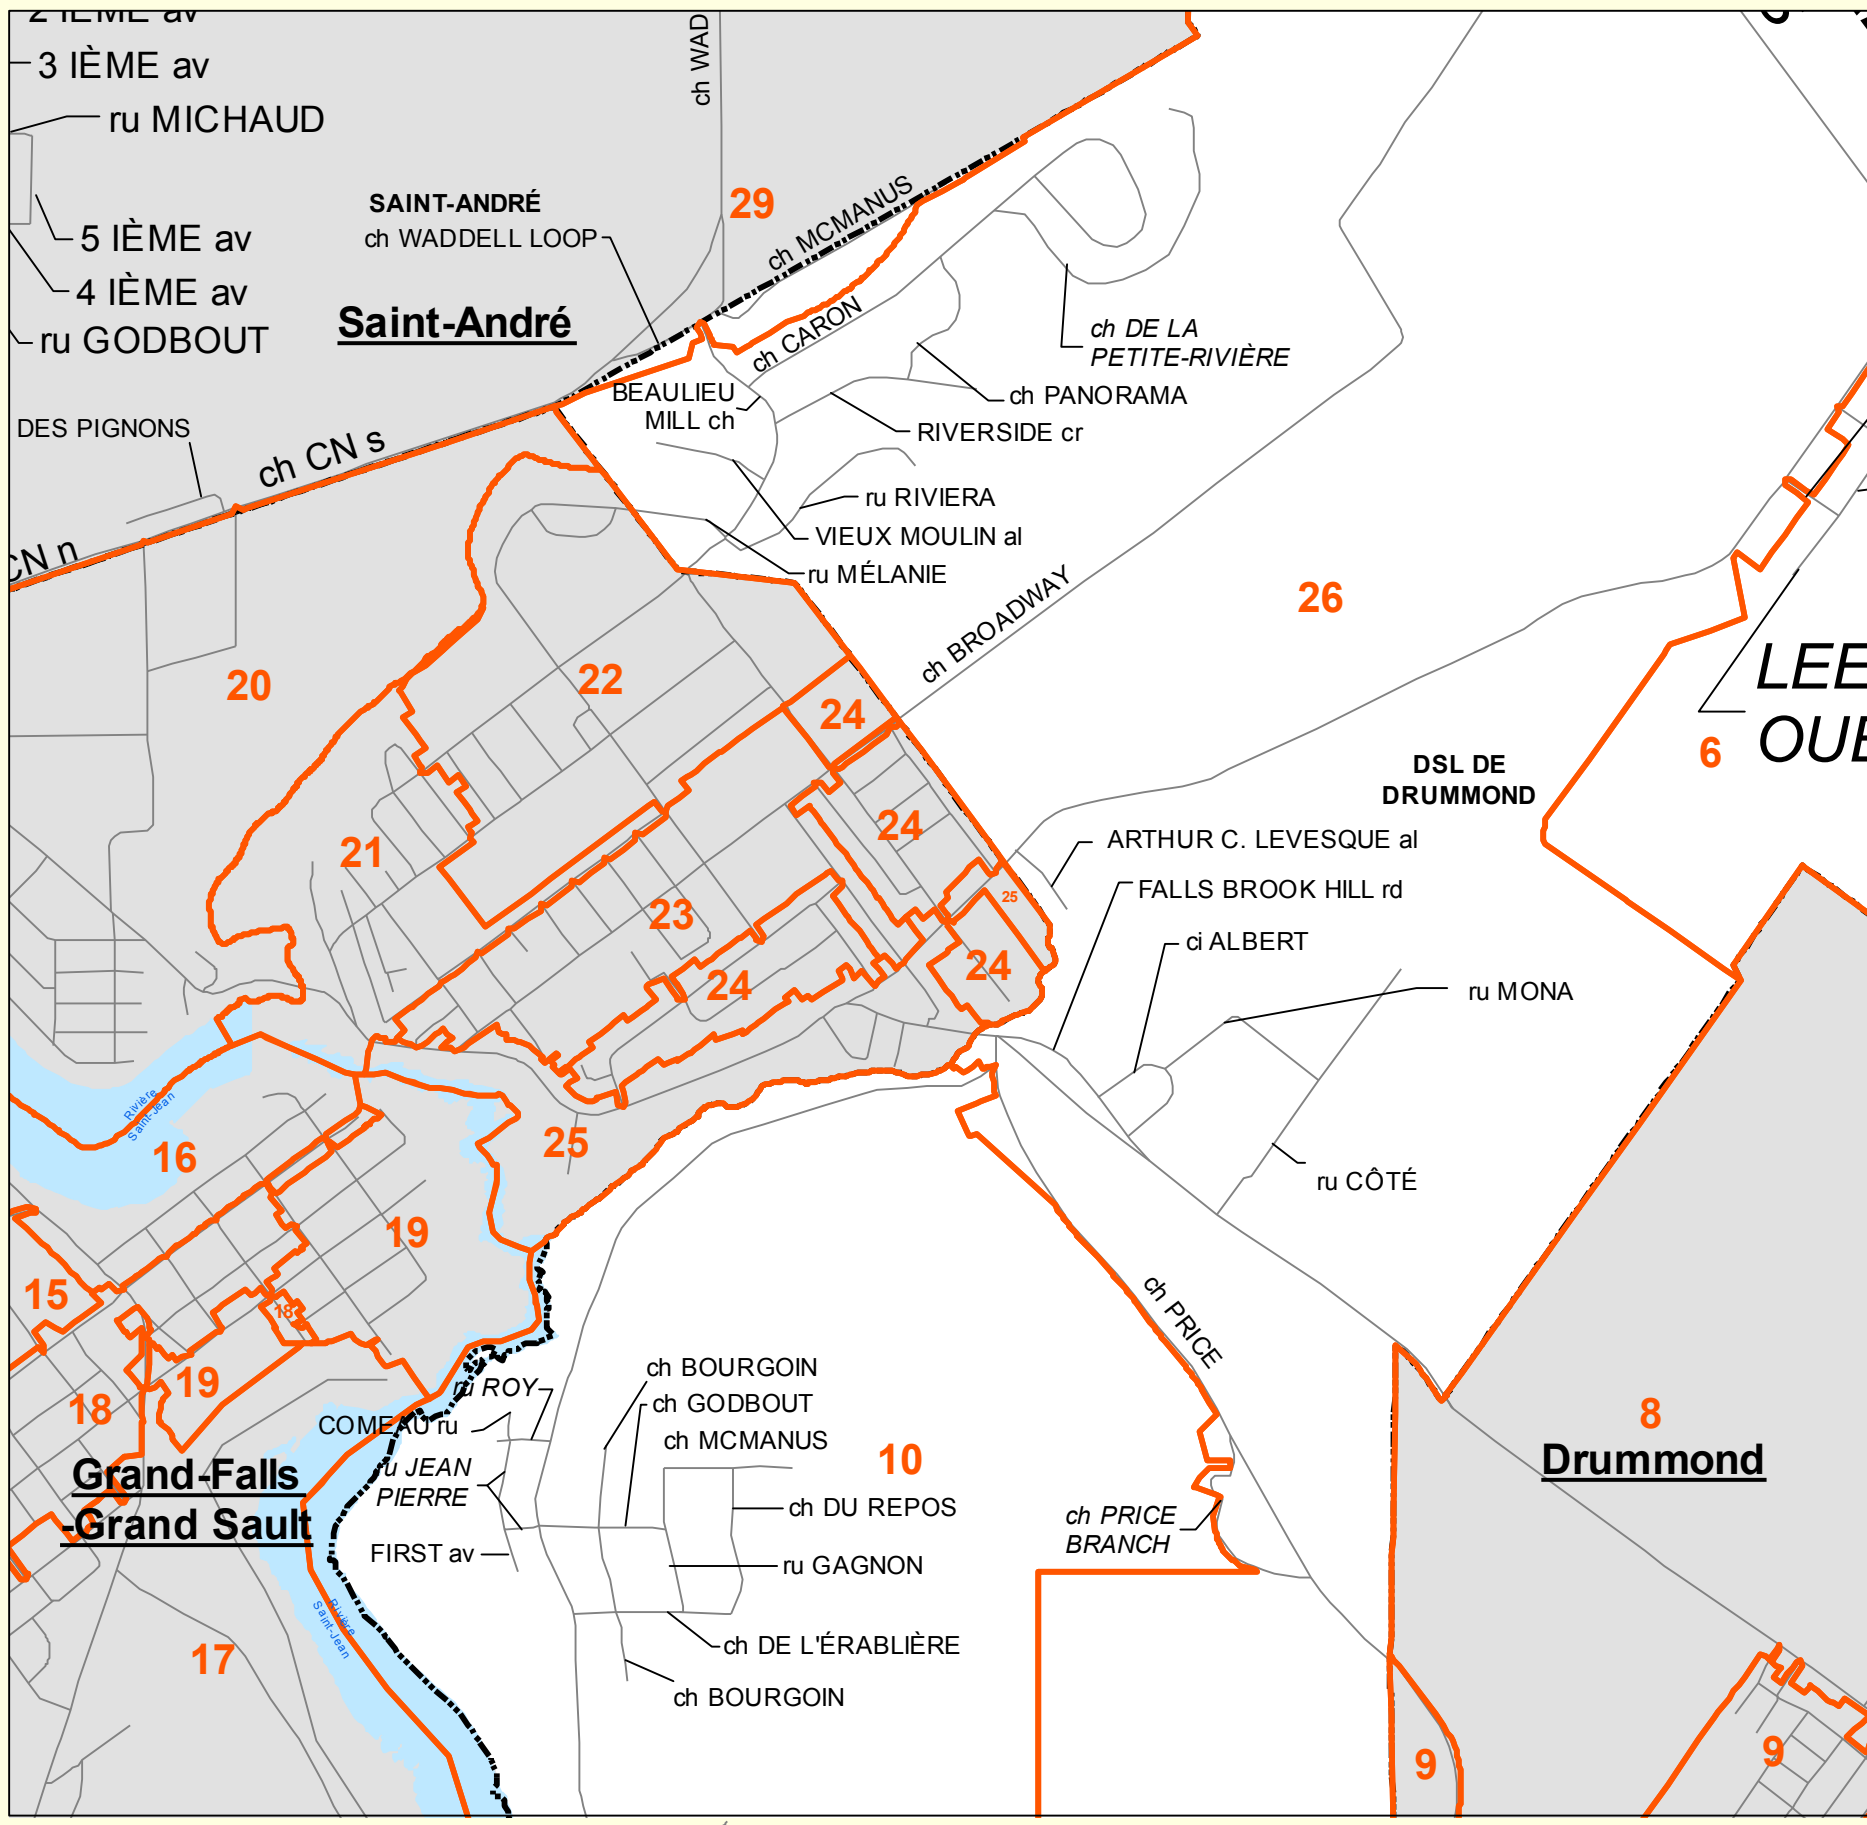 3 IÈME av
ru MICHAUD
5 IÈME av
4 IÈME av
ru GODBOUT
ch WAD
SAINT-ANDRÉ
ch WADDELL LOOP
29
ch MCMANUS
Saint-André
ch CARON
ch DE LA
PETITE-RIVIÈRE
BEAULIEU
MILL ch
ch PANORAMA
RIVERSIDE cr
DES PIGNONS
ch CN s
CN n
ru RIVIERA
VIEUX MOULIN al
ru MÉLANIE
26
ch BROADWAY
20
22
24
LEE
OUE
6
DSL DE
DRUMMOND
21
24
ARTHUR C. LEVESQUE al
FALLS BROOK HILL rd
25
23
ci ALBERT
24
24
ru MONA
Rivière
Saint-Jean
16
25
ru CÔTÉ
19
15
18
ch PRICE
19
18
ru ROY
COMEAU ru
ch BOURGOIN
ch GODBOUT
ch MCMANUS
10
8
Drummond
Grand-Falls
-Grand Sault
ru JEAN
PIERRE
ch DU REPOS
ch PRICE
BRANCH
FIRST av
ru GAGNON
Rivière
Saint-Jean
17
ch DE L'ÉRABLIÈRE
ch BOURGOIN
9
9